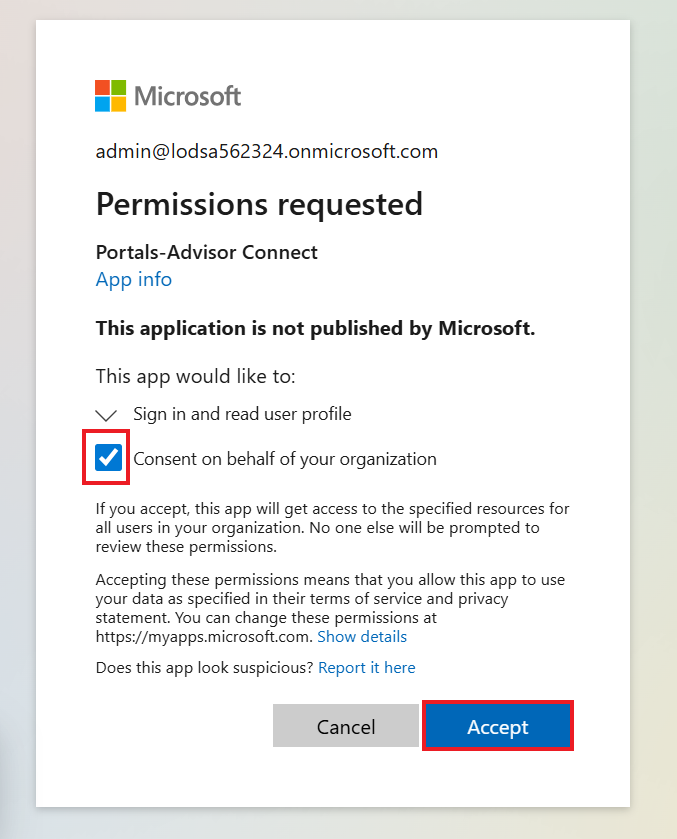 Microsoft
admin@lodsa562324.onmicrosoft.com
Permissions requested
Portals-Advisor Connect
App info
This application is not published by Microsoft.
This app would like to:
Sign in and read user profile
Consent on behalf of your organization
If you accept, this app will get access to the specified resources for
all users in your organization. No one else will be prompted to
review these permissions.
Accepting these permissions means that you allow this app to use
your data as specified in their terms of service and privacy
statement. You can change these permissions at
https://myapps.microsoft.com. Show details
Does this app look suspicious? Report it here
Cancel
Accept